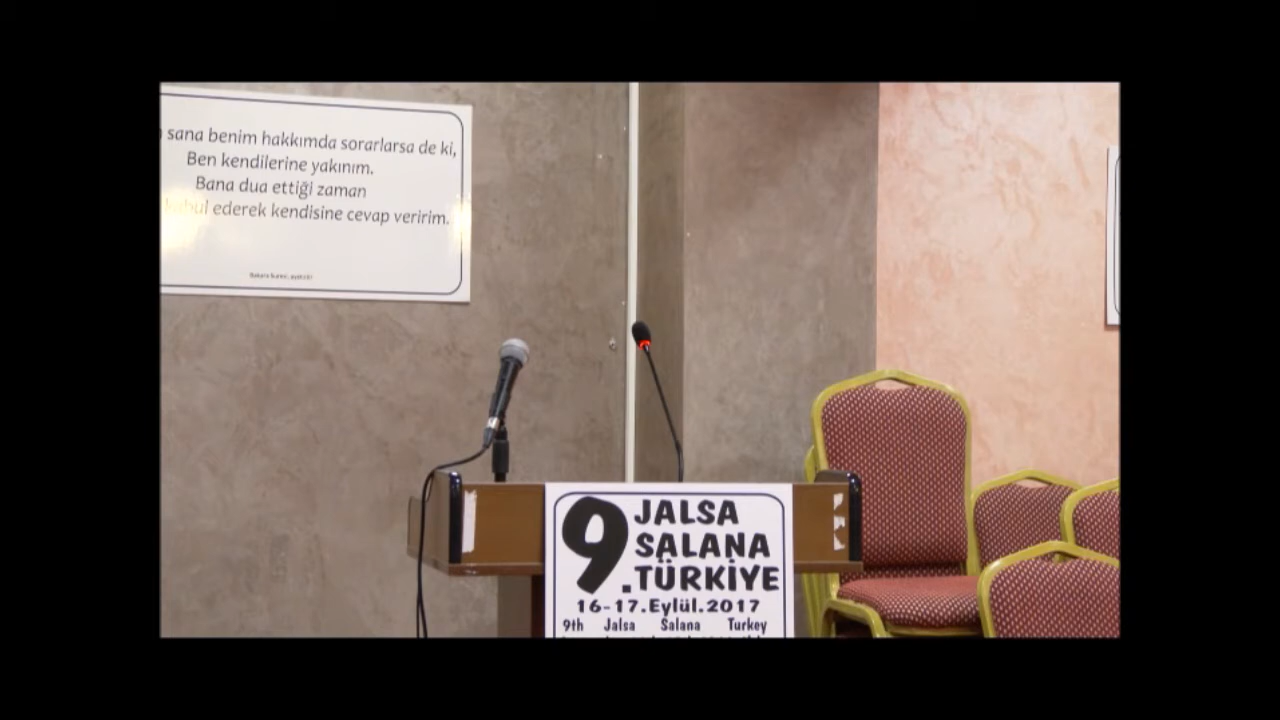 sana benim hakkımda sorarlarsa de ki,
Ben kendilerine yakınım.
Bana dua ettiği zaman
kabul ederek kendisine cevap veririm.
9. JALSA
SALANA
TÜRKİYE
16-17.Eylül.2017
9th Jalsa Salana Turkey